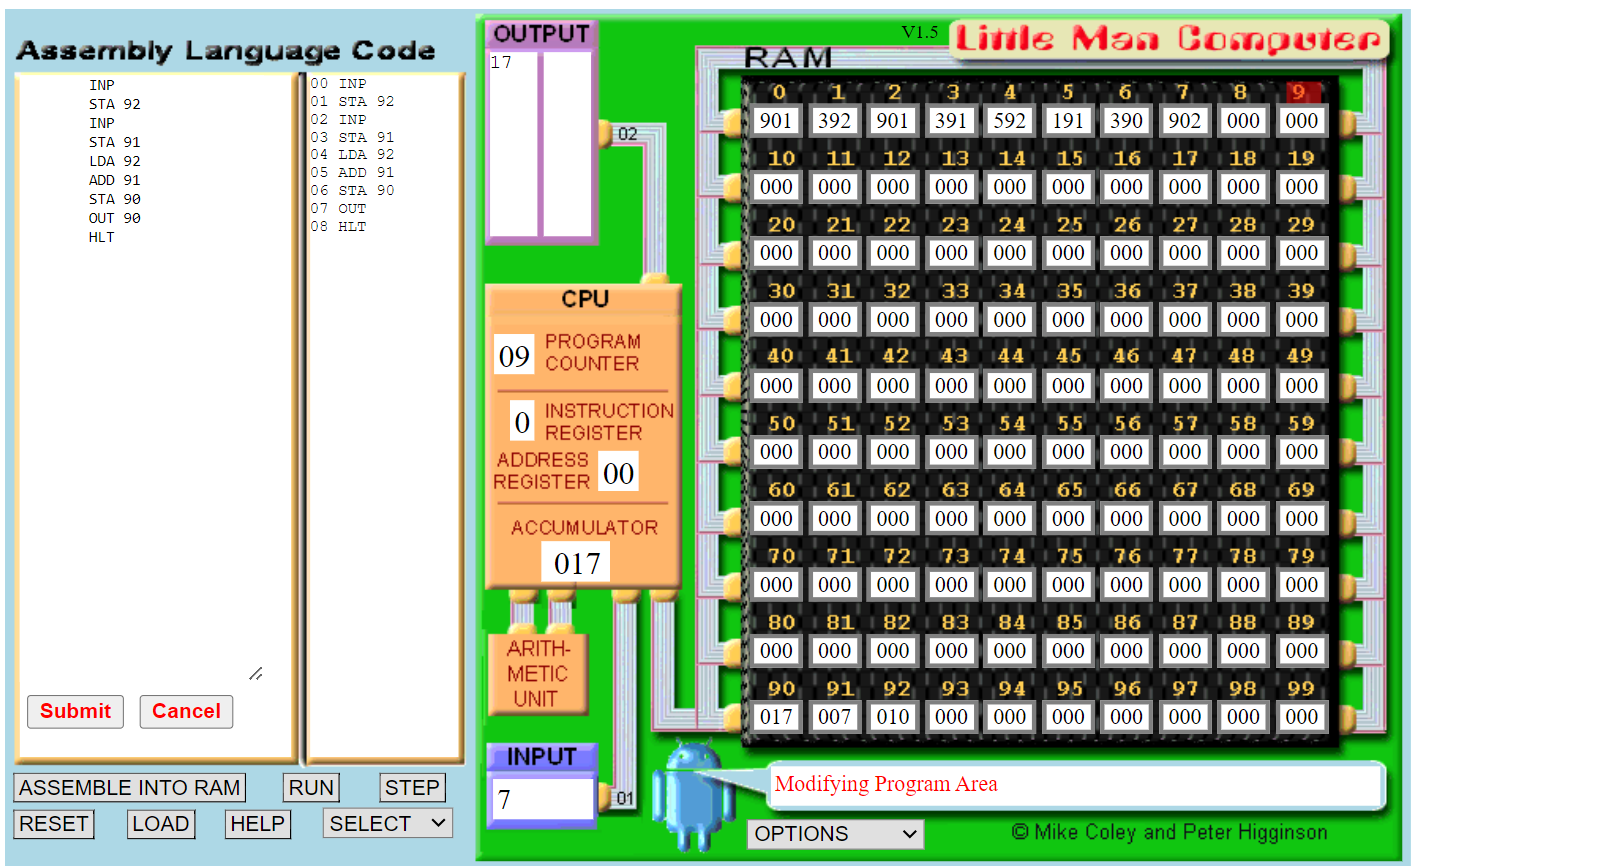 Assembly Language Code
INP
STA 92
INP
STA 91
LDA 92
ADD 91
STA 90
OUT 90
HLT
00 INP
01 STA 92
02 INP
03 STA 91
04 LDA 92
05 ADD 91
06 STA 90
07 OUT
08 HLT
Submit Cancel
ASSEMBLE INTO RAM RUN STEP
RESET LOAD HELP SELECT
OUTPUT
17
02
CPU
09 PROGRAM
COUNTER
0 INSTRUCTION
REGISTER
ADDRESS
REGISTER 00
ACCUMULATOR
017
ARITH-
METIC
UNIT
INPUT
7
01
V1.5 Little Man Computer
RAM
0 1 2 3 4 5 6 7 8 9
901 392 901 391 592 191 390 902 000 000
10 11 12 13 14 15 16 17 18 19
000 000 000 000 000 000 000 000 000 000
20 21 22 23 24 25 26 27 28 29
000 000 000 000 000 000 000 000 000 000
30 31 32 33 34 35 36 37 38 39
000 000 000 000 000 000 000 000 000 000
40 41 42 43 44 45 46 47 48 49
000 000 000 000 000 000 000 000 000 000
50 51 52 53 54 55 56 57 58 59
000 000 000 000 000 000 000 000 000 000
60 61 62 63 64 65 66 67 68 69
000 000 000 000 000 000 000 000 000 000
70 71 72 73 74 75 76 77 78 79
000 000 000 000 000 000 000 000 000 000
80 81 82 83 84 85 86 87 88 89
000 000 000 000 000 000 000 000 000 000
90 91 92 93 94 95 96 97 98 99
017 007 010 000 000 000 000 000 000 000
Modifying Program Area
OPTIONS
© Mike Coley and Peter Higginson